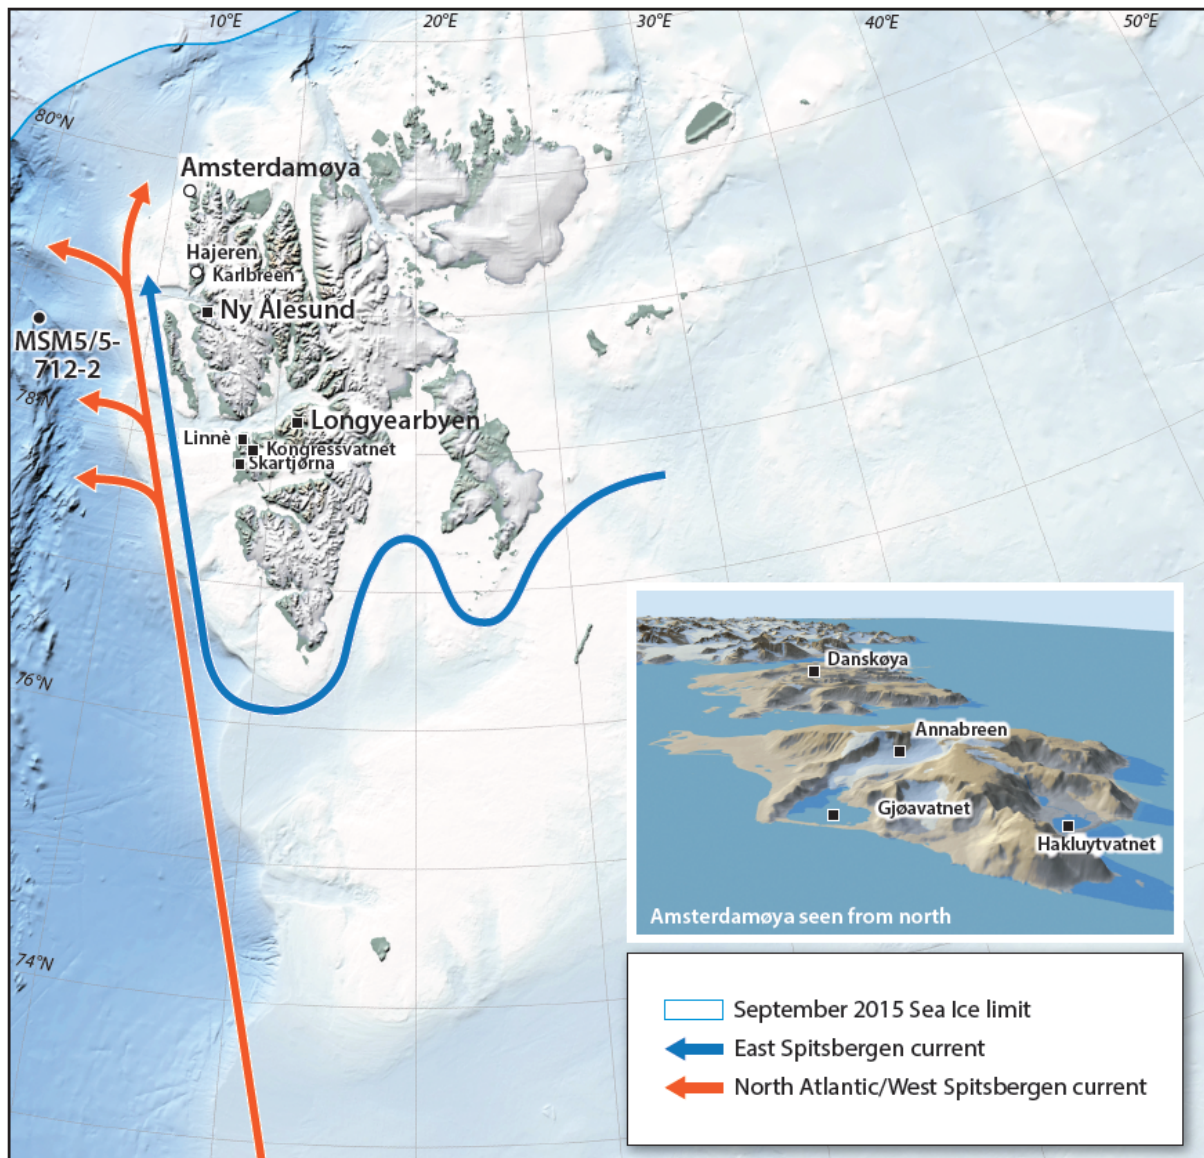 10°E
20°E
30°E
40°E
50°E
80°N
Amsterdamøya
Hajeren
Karlbreen
Ny Ålesund
MSM5/5-
712-2
78°N
Longyearbyen
Linnè
Kongressvatnet
Skartjørna
76°N
74°N
Danskøya
Annabreen
Gjøavatnet
Hakluytvatnet
Amsterdamøya seen from north
September 2015 Sea Ice limit
East Spitsbergen current
North Atlantic/West Spitsbergen current